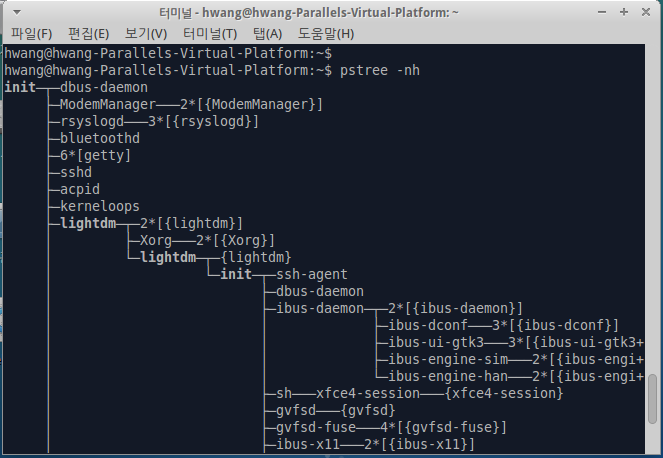 터미널 - hwang@hwang-Parallels-Virtual-Platform: ~
파일(F) 편집(E) 보기(V) 터미널(T) 탭(A) 도움말(H)
hwang@hwang-Parallels-Virtual-Platform:~$
hwang@hwang-Parallels-Virtual-Platform:~$ pstree -nh
init─┬─dbus-daemon
     ├─ModemManager───2*[{ModemManager}]
     ├─rsyslogd───3*[{rsyslogd}]
     ├─bluetoothd
     ├─6*[getty]
     ├─sshd
     ├─acpid
     ├─kerneloops
     ├─lightdm─┬─2*[{lightdm}]
     │         ├─Xorg───2*[{Xorg}]
     │         └─lightdm─┬─{lightdm}
     │                   └─init─┬─ssh-agent
     │                          ├─dbus-daemon
     │                          ├─ibus-daemon─┬─2*[{ibus-daemon}]
     │                          │             ├─ibus-dconf───3*[{ibus-dconf}]
     │                          │             ├─ibus-ui-gtk3───3*[{ibus-ui-gtk3+
     │                          │             ├─ibus-engine-sim───2*[{ibus-engi+
     │                          │             └─ibus-engine-han───2*[{ibus-engi+
     │                          ├─sh───xfce4-session───{xfce4-session}
     │                          ├─gvfsd───{gvfsd}
     │                          ├─gvfsd-fuse───4*[{gvfsd-fuse}]
     │                          ├─ibus-x11───2*[{ibus-x11}]